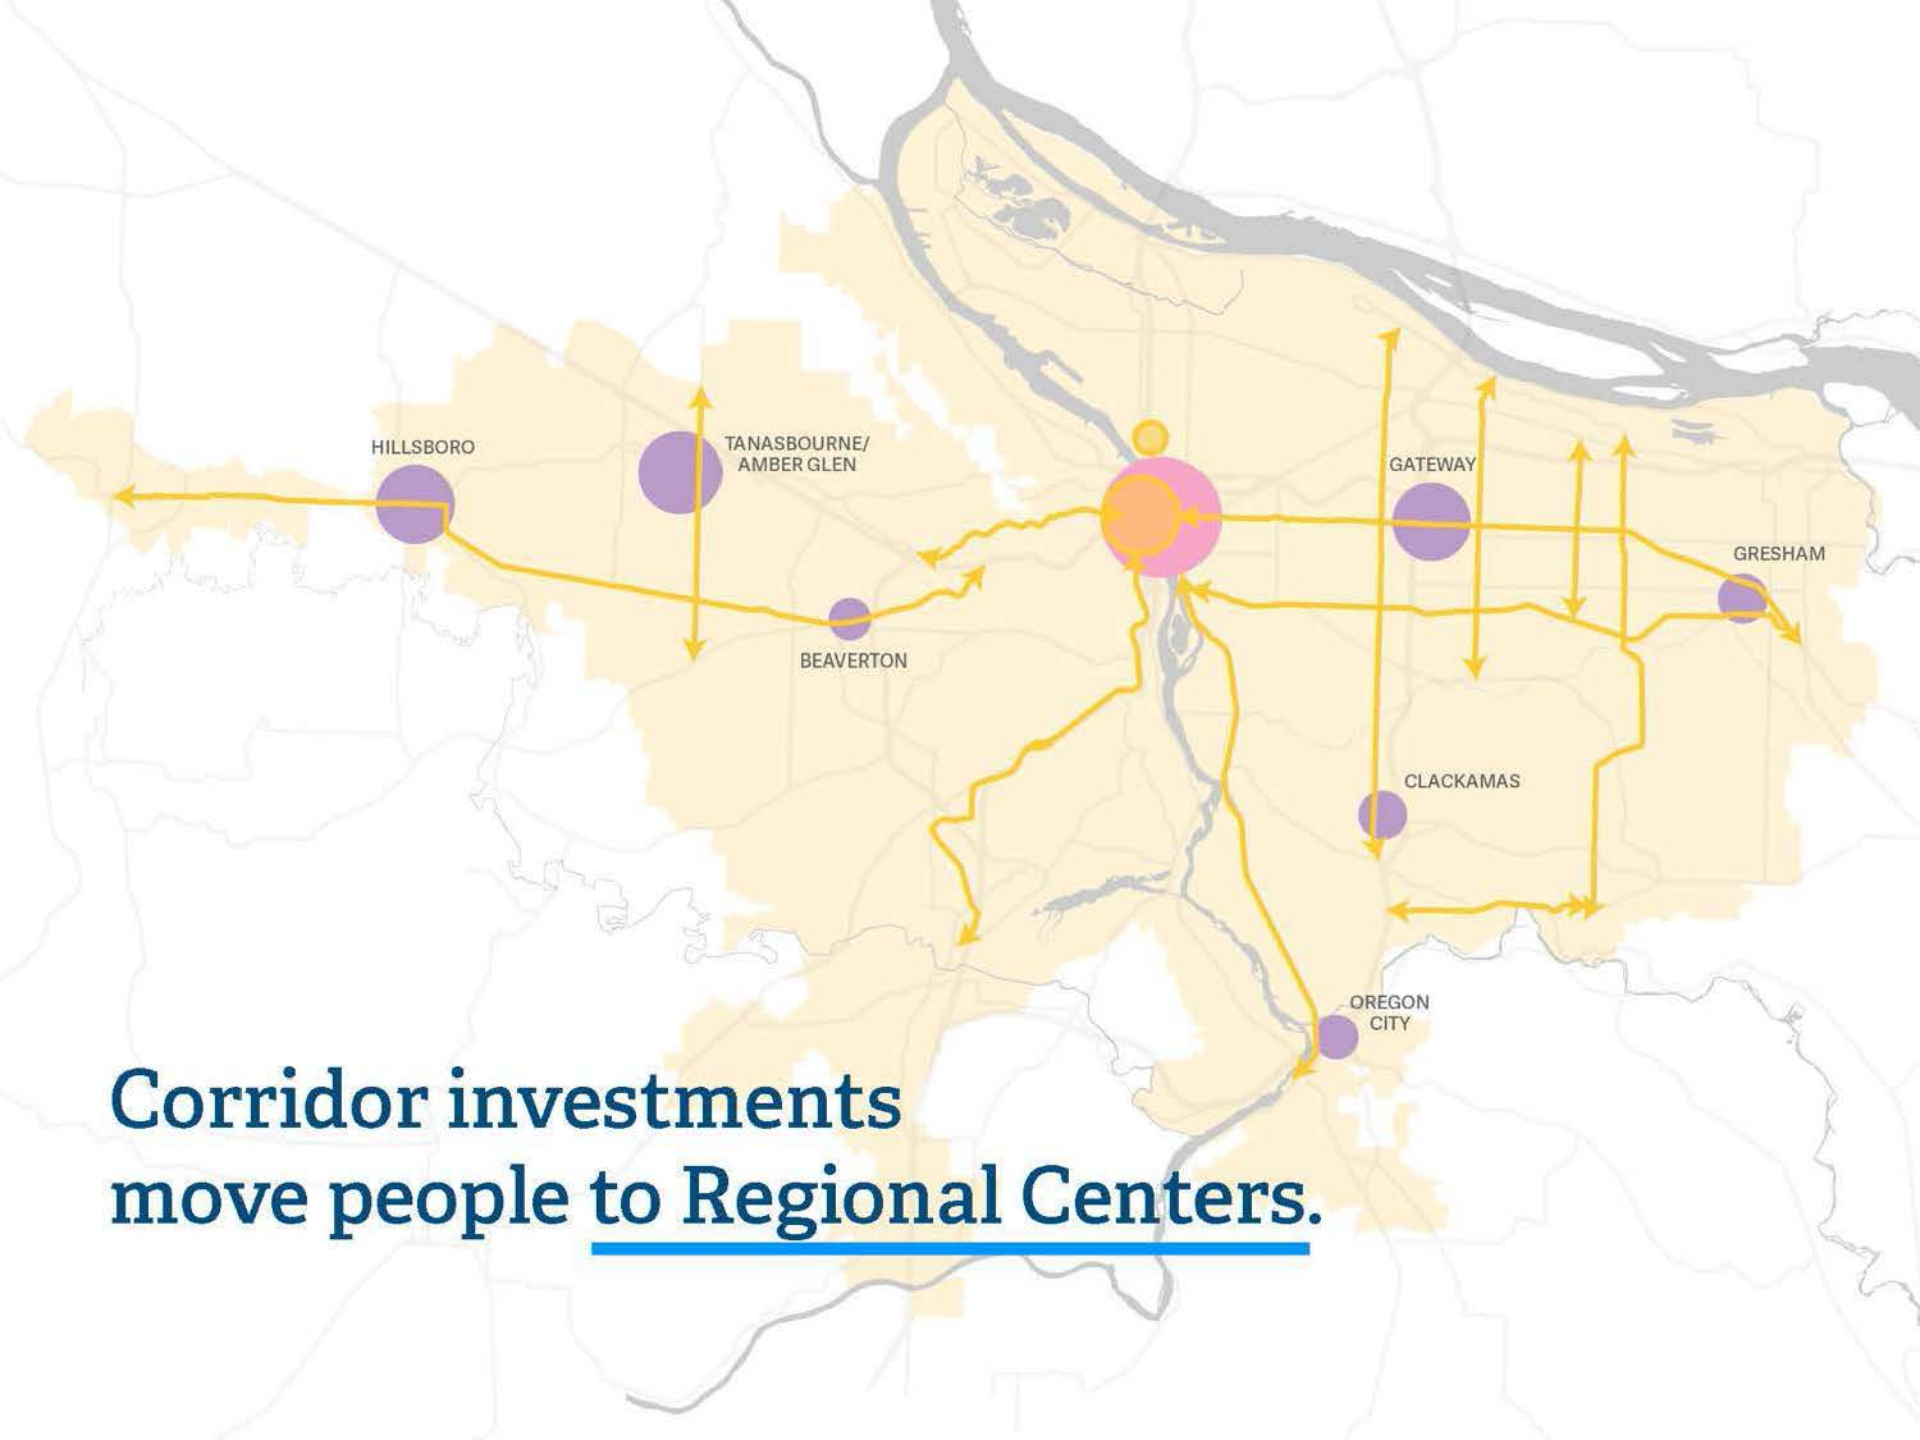 HILLSBORO
TANASBOURNE/
AMBER GLEN
GATEWAY
GRESHAM
BEAVERTON
CLACKAMAS
OREGON
CITY
Corridor investments
move people to Regional Centers.